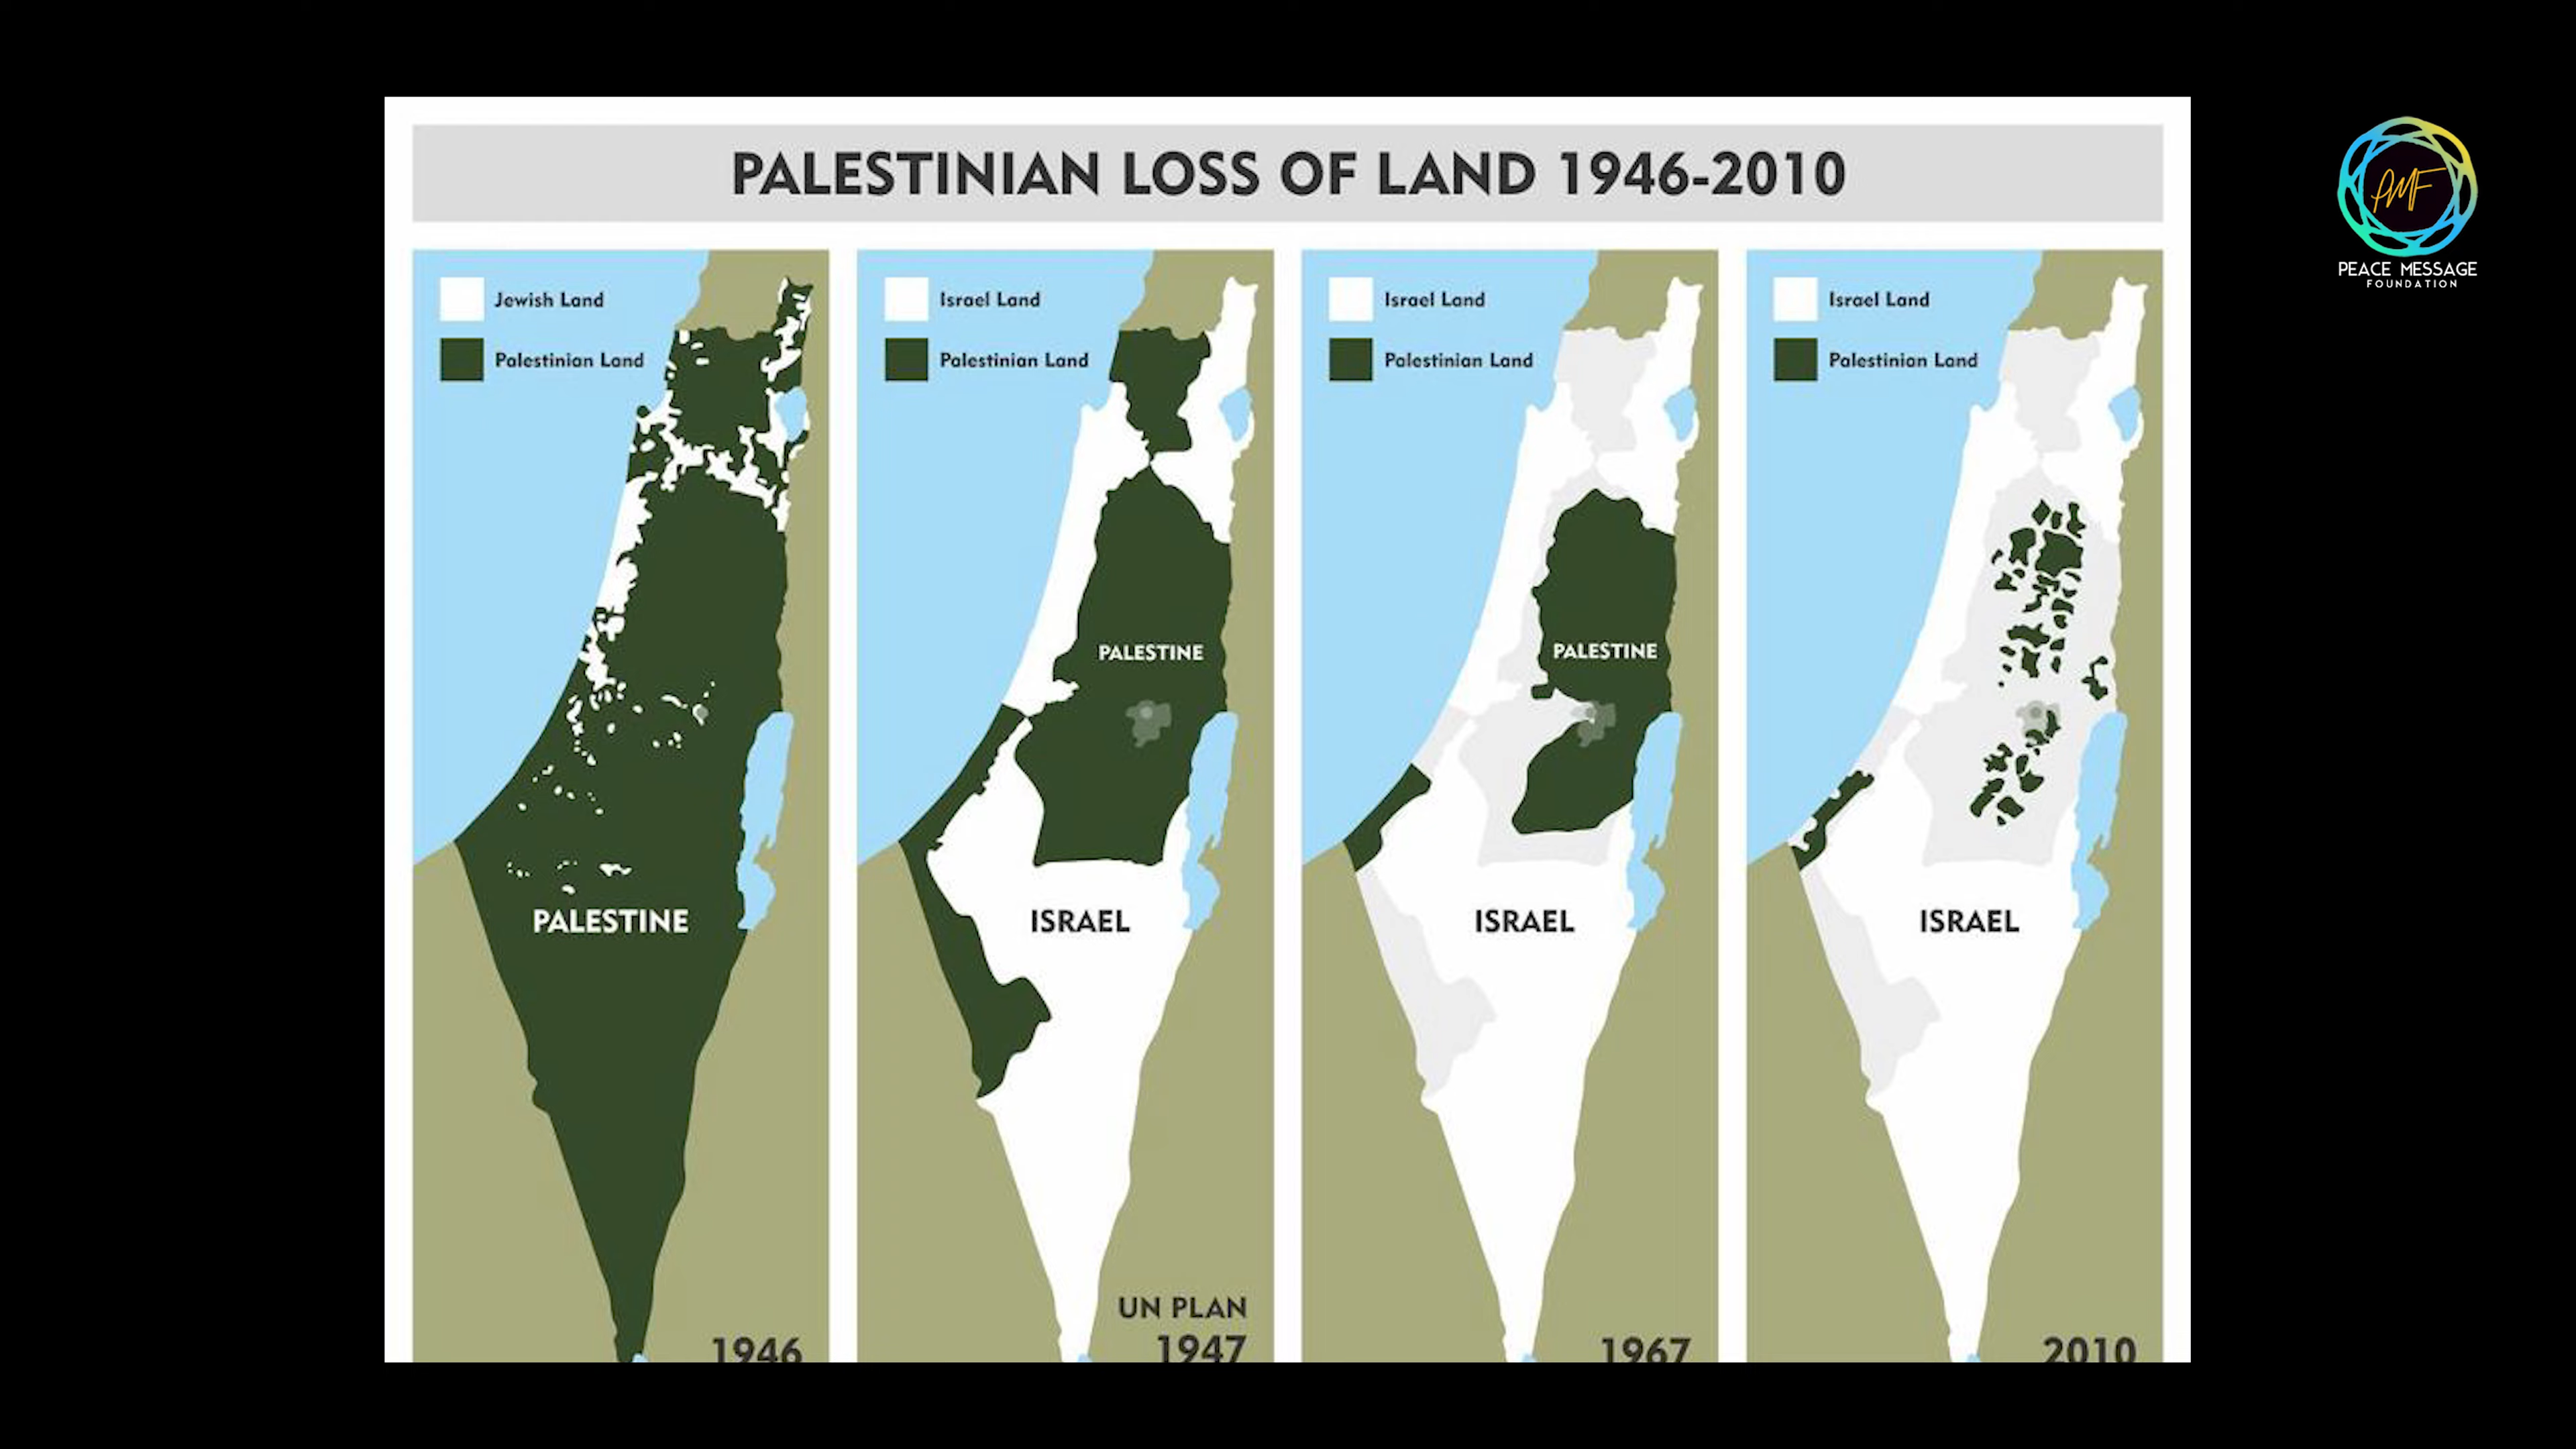 PALESTINIAN LOSS OF LAND 1946-2010
PMF
PEACE MESSAGE
FOUNDATION
Jewish Land
Palestinian Land
PALESTINE
1946
Israel Land
Palestinian Land
PALESTINE
ISRAEL
UN PLAN
1947
Israel Land
Palestinian Land
PALESTINE
ISRAEL
1967
Israel Land
Palestinian Land
ISRAEL
2010